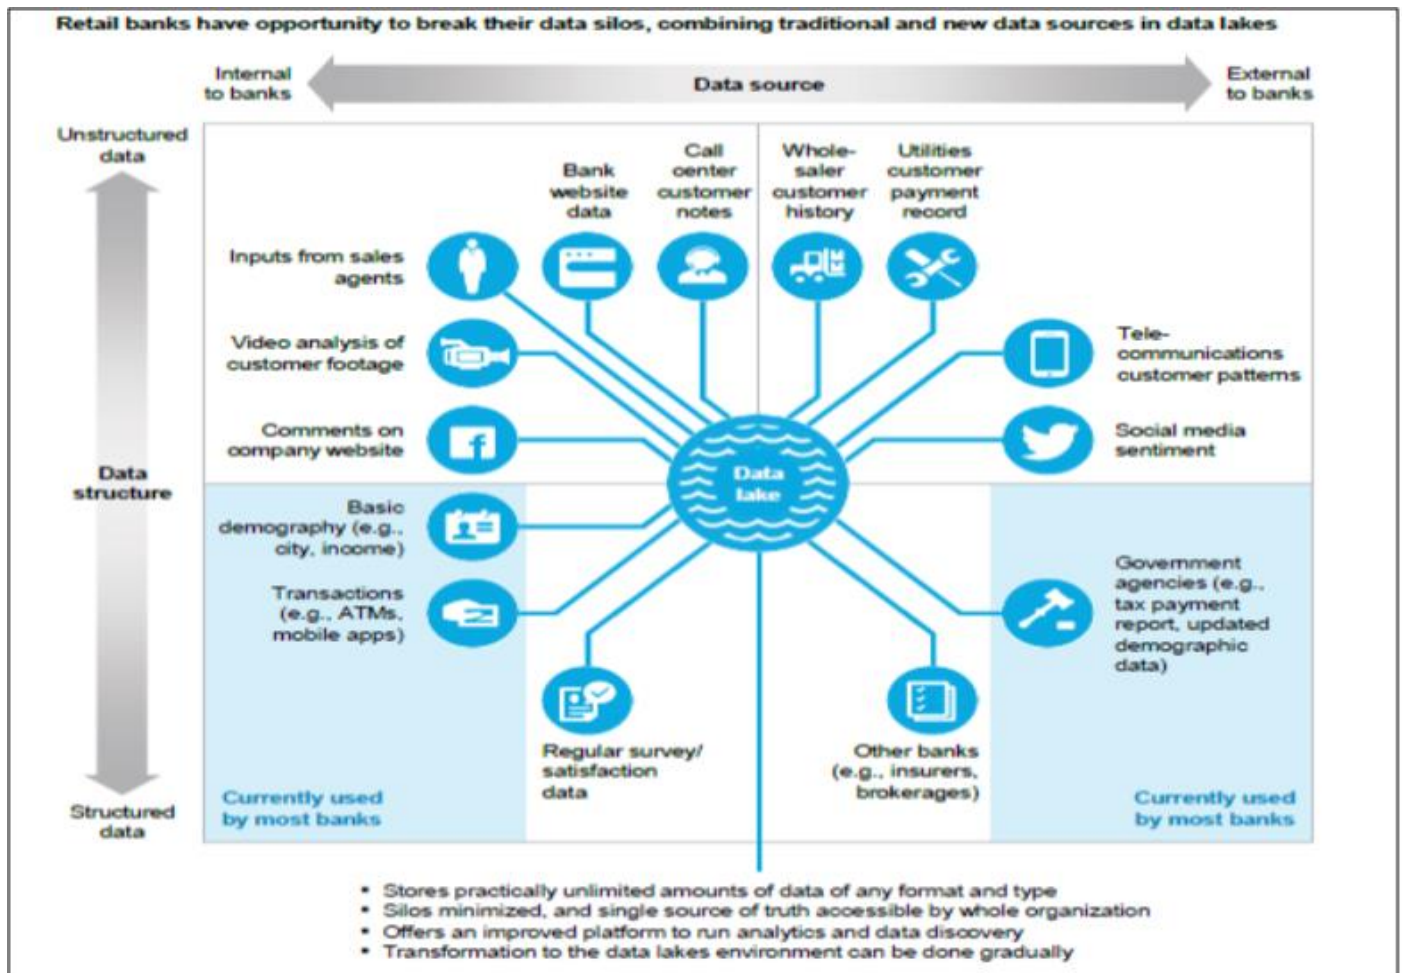 Retail banks have opportunity to break their data silos, combining traditional and new data sources in data lakes
Internal
to banks
Data source
External
to banks
Unstructured
data
Data
structure
Structured
data
Inputs from sales
agents
Bank
website
data
Call
center
customer
notes
Whole-
saler
customer
history
Utilities
customer
payment
record
Video analysis of
customer footage
Comments on
company website
Tele-
communications
customer patterns
Social media
sentiment
Data
lake
Basic
demography (e.g.,
city, income)
Transactions
(e.g., ATMs,
mobile apps)
Regular survey/
satisfaction
data
Other banks
(e.g., insurers,
brokerages)
Government
agencies (e.g.,
tax payment
report, updated
demographic
data)
Currently used
by most banks
Currently used
by most banks
• Stores practically unlimited amounts of data of any format and type
• Silos minimized, and single source of truth accessible by whole organization
• Offers an improved platform to run analytics and data discovery
• Transformation to the data lakes environment can be done gradually